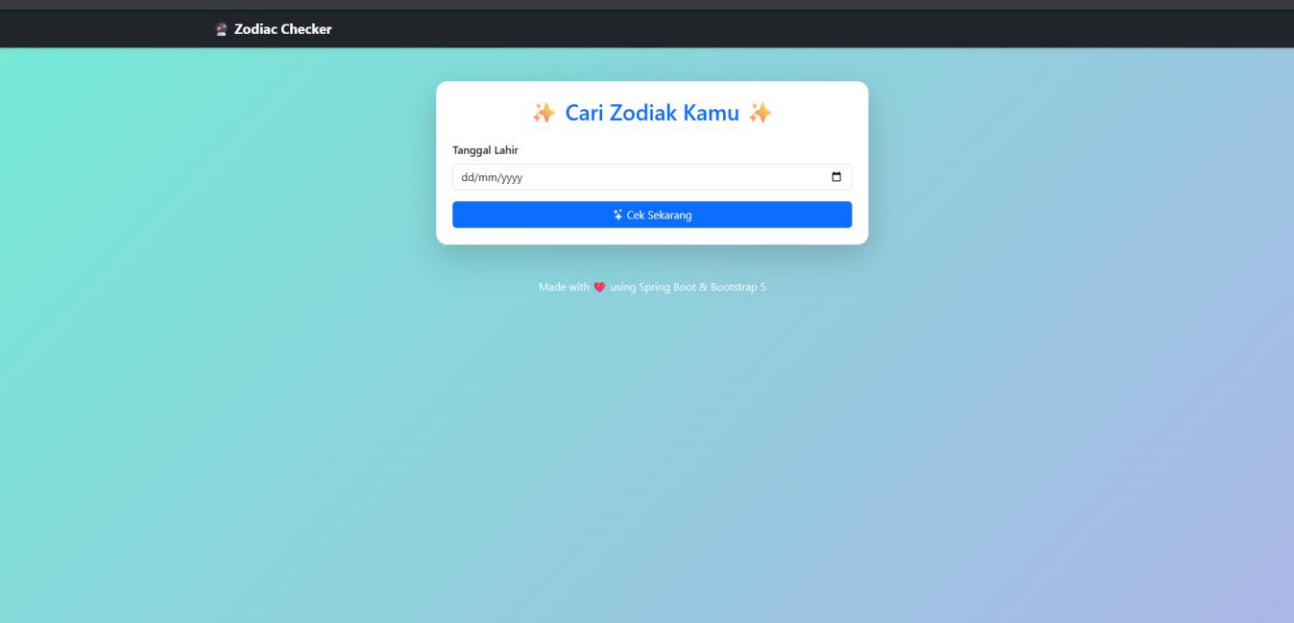 Zodiac Checker
Cari Zodiak Kamu
Tanggal Lahir
dd/mm/yyyy
Cek Sekarang
Made with ❤ using Spring Boot & Bootstrap 5